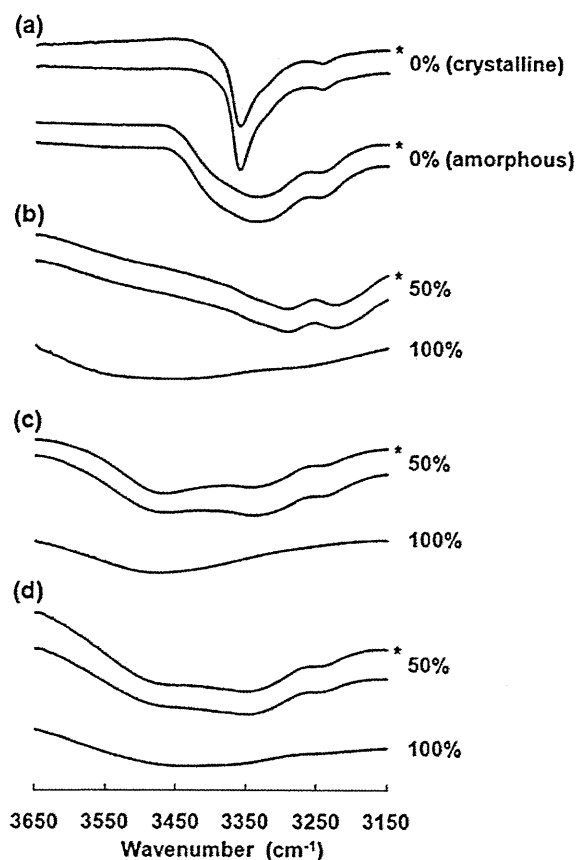 (a)
*
0% (crystalline)
*
0% (amorphous)
(b)
*
50%
100%
(c)
*
50%
100%
(d)
*
50%
100%
3650 3550 3450 3350 3250 3150
Wavenumber (cm⁻¹)